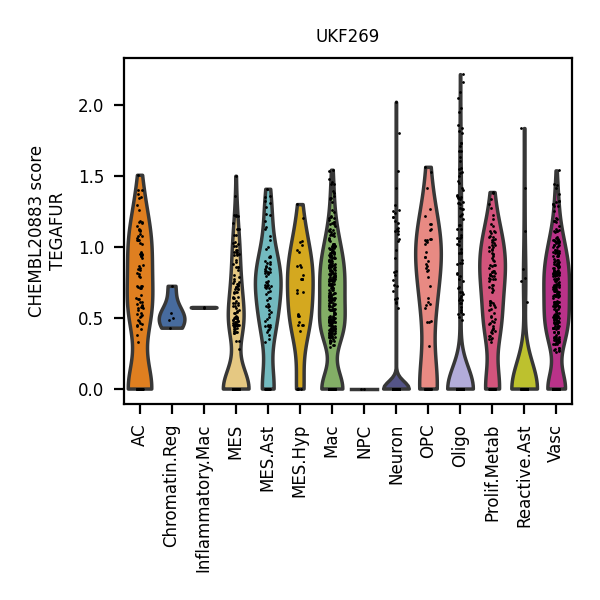 UKF269
CHEMBL20883 score
TEGAFUR
2.0
1.5
1.0
0.5
0.0
AC
Chromatin.Reg
Inflammatory.Mac
MES
MES.Ast
MES.Hyp
Mac
NPC
Neuron
OPC
Oligo
Prolif.Metab
Reactive.Ast
Vasc